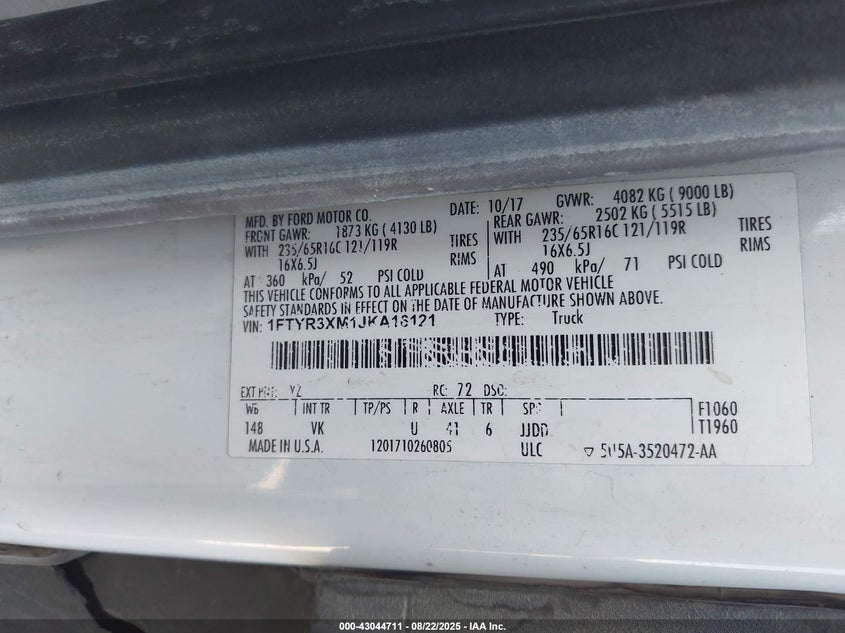 MFD. BY FORD MOTOR CO. DATE: 10/17 GVWR: 4082 KG ( 9000 LB)
FRONT GAWR: 1873 KG ( 4130 LB) REAR GAWR: 2502 KG ( 5515 LB)
WITH 235/65R16C 121/119R TIRES WITH 235/65R16C 121/119R TIRES
16X6.5J RIMS 16X6.5J RIMS
AT 360 kPa/ 52 PSI COLD AT 490 kPa/ 71 PSI COLD
THIS VEHICLE CONFORMS TO ALL APPLICABLE FEDERAL MOTOR VEHICLE
SAFETY STANDARDS IN EFFECT ON THE DATE OF MANUFACTURE SHOWN ABOVE.
VIN: 1FTYR3XM1JKA16121 TYPE: Truck
EXT PNT: YZ RC: 72 DSO:
WB INT TR TP/PS R AXLE TR SPR F1060
148 VK U 41 6 JJDD T1960
MADE IN U.S.A. 1201710260805 ULC ▽ 5U5A-3520472-AA
000-43044711 - 08/22/2025 - IAA Inc.